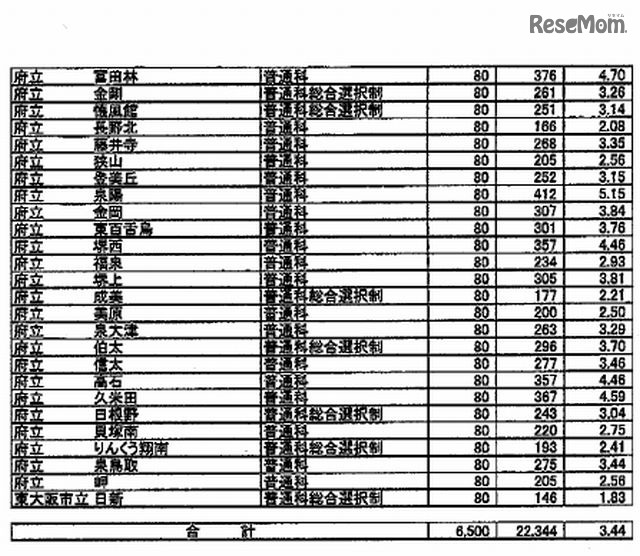 リセマム
ReseMom.
府立 富田林 普通科 80 376 4.70
府立 金剛 普通科総合選択制 80 261 3.26
府立 懐風館 普通科総合選択制 80 251 3.14
府立 長野北 普通科 80 166 2.08
府立 藤井寺 普通科 80 268 3.35
府立 狭山 普通科 80 205 2.56
府立 登美丘 普通科 80 252 3.15
府立 泉陽 普通科 80 412 5.15
府立 金岡 普通科 80 307 3.84
府立 東百舌鳥 普通科 80 301 3.76
府立 堺西 普通科 80 357 4.46
府立 福泉 普通科 80 234 2.93
府立 堺上 普通科 80 305 3.81
府立 成美 普通科総合選択制 80 177 2.21
府立 美原 普通科 80 200 2.50
府立 泉大津 普通科 80 263 3.29
府立 伯太 普通科総合選択制 80 296 3.70
府立 信太 普通科 80 277 3.46
府立 高石 普通科 80 357 4.46
府立 久米田 普通科 80 367 4.59
府立 日根野 普通科総合選択制 80 243 3.04
府立 貝塚南 普通科 80 220 2.75
府立 りんくう翔南 普通科総合選択制 80 193 2.41
府立 泉鳥取 普通科 80 275 3.44
府立 岬 普通科 80 205 2.56
東大阪市立 日新 普通科総合選択制 80 146 1.83
合 計 6,500 22,344 3.44